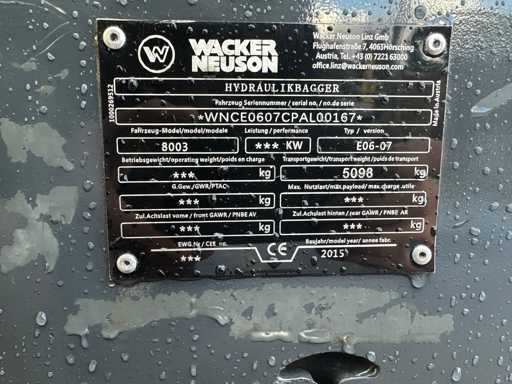 WACKER
NEUSON
Wacker Neuson Linz GmbH
Flughafenstraße 7, 4063 Hörsching
Austria, Tel. +43 (0) 7221 63000
office.linz@wackerneuson.com
HYDRAULIKBAGGER
Fahrzeug Seriennummer / serial no./ no.de serie
*WNCE0607CPAL00167*
Fahrzeug-Model/model/modele
Leistung / performance
Typ / version
8003
*** KW
E06-07
Betriebsgewicht/operating weight/poids en charge
Transportgewicht/transport weight/poids de transport
*** kg
5098 kg
G.Gew./GWR/PTAC
Max. Nutzlast/max.payload/ max.charge utile
*** kg
*** kg
Zul.Achslast vorne / front GAWR / PNBE AV
Zul.Achslast hinten / rear GAWR/ PNBE AR
*** kg
*** kg
EWG.Nr./ CEE no.
Baujahr/model year/ annee fabr.
***
CE
2015
1000269512
Made in Austria